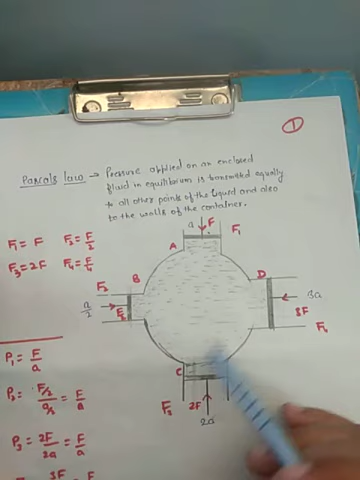 ①
Pascals law → Pressure applied on an enclosed
fluid in equilibrium is transmitted equally
to all other points of the liquid and also
to the walls of the container.
F₁ = F F₂ = F/2
F₃ = 2F F₄ = F/4
a F F₁
A
B
D
F₂
a/2
3a
3F
F₄
C
F₃ 2F
2a
P₁ = F/a
P₂ = F/2 / a/2 = F/a
P₃ = 2F/2a = F/a
3F = F